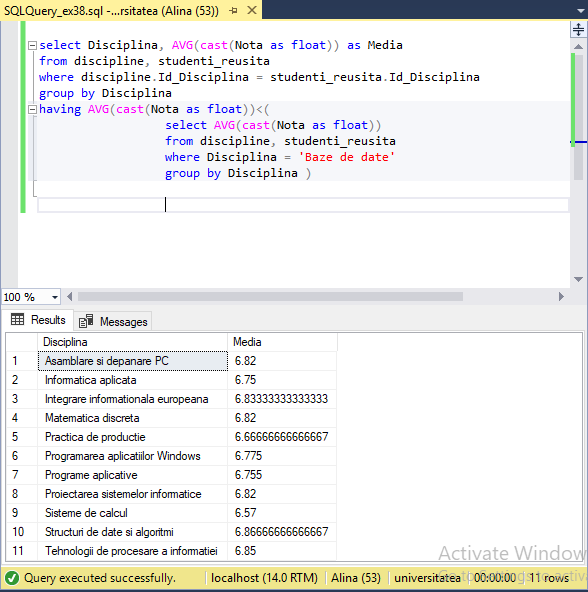 SQLQuery_ex38.sql -...rsitatea (Alina (53))
select Disciplina, AVG(cast(Nota as float)) as Media
from discipline, studenti_reusita
where discipline.Id_Disciplina = studenti_reusita.Id_Disciplina
group by Disciplina
having AVG(cast(Nota as float))<(
select AVG(cast(Nota as float))
from discipline, studenti_reusita
where Disciplina = 'Baze de date'
group by Disciplina )
100 %
Results Messages
Disciplina Media
1 Asamblare si depanare PC 6.82
2 Informatica aplicata 6.75
3 Integrare informationala europeana 6.83333333333333
4 Matematica discreta 6.82
5 Practica de productie 6.66666666666667
6 Programarea aplicatiilor Windows 6.775
7 Programe aplicative 6.755
8 Proiectarea sistemelor informatice 6.82
9 Sisteme de calcul 6.57
10 Structuri de date si algoritmi 6.86666666666667
11 Tehnologii de procesare a informatiei 6.85
Activate Window
Go to Settings to activ
Query executed successfully. localhost (14.0 RTM) Alina (53) universitatea 00:00:00 11 rows